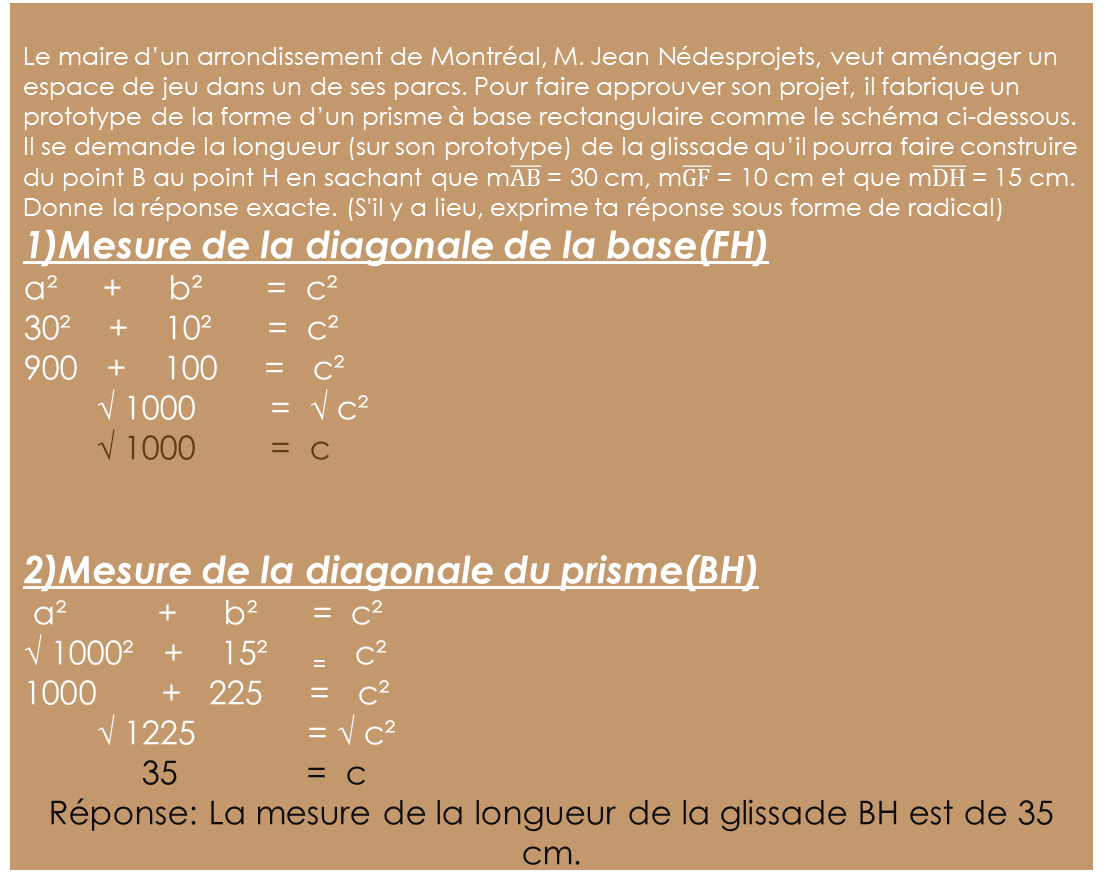 Le maire d’un arrondissement de Montréal, M. Jean Nédesprojets, veut aménager un
espace de jeu dans un de ses parcs. Pour faire approuver son projet, il fabrique un
prototype de la forme d’un prisme à base rectangulaire comme le schéma ci-dessous.
Il se demande la longueur (sur son prototype) de la glissade qu’il pourra faire construire
du point B au point H en sachant que mA̅B̅ = 30 cm, mG̅F̅ = 10 cm et que mD̅H̅ = 15 cm.
Donne la réponse exacte. (S'il y a lieu, exprime ta réponse sous forme de radical)
1)Mesure de la diagonale de la base(FH)
a² + b² = c²
30² + 10² = c²
900 + 100 = c²
√ 1000 = √ c²
√ 1000 = c
2)Mesure de la diagonale du prisme(BH)
a² + b² = c²
√ 1000² + 15² = c²
1000 + 225 = c²
√ 1225 = √ c²
35 = c
Réponse: La mesure de la longueur de la glissade BH est de 35
cm.